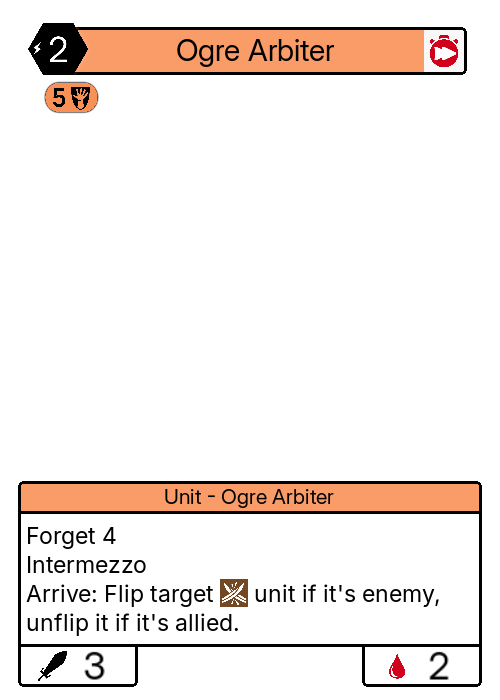 2
Ogre Arbiter
5
Unit - Ogre Arbiter
Forget 4
Intermezzo
Arrive: Flip target unit if it's enemy,
unflip it if it's allied.
3
2